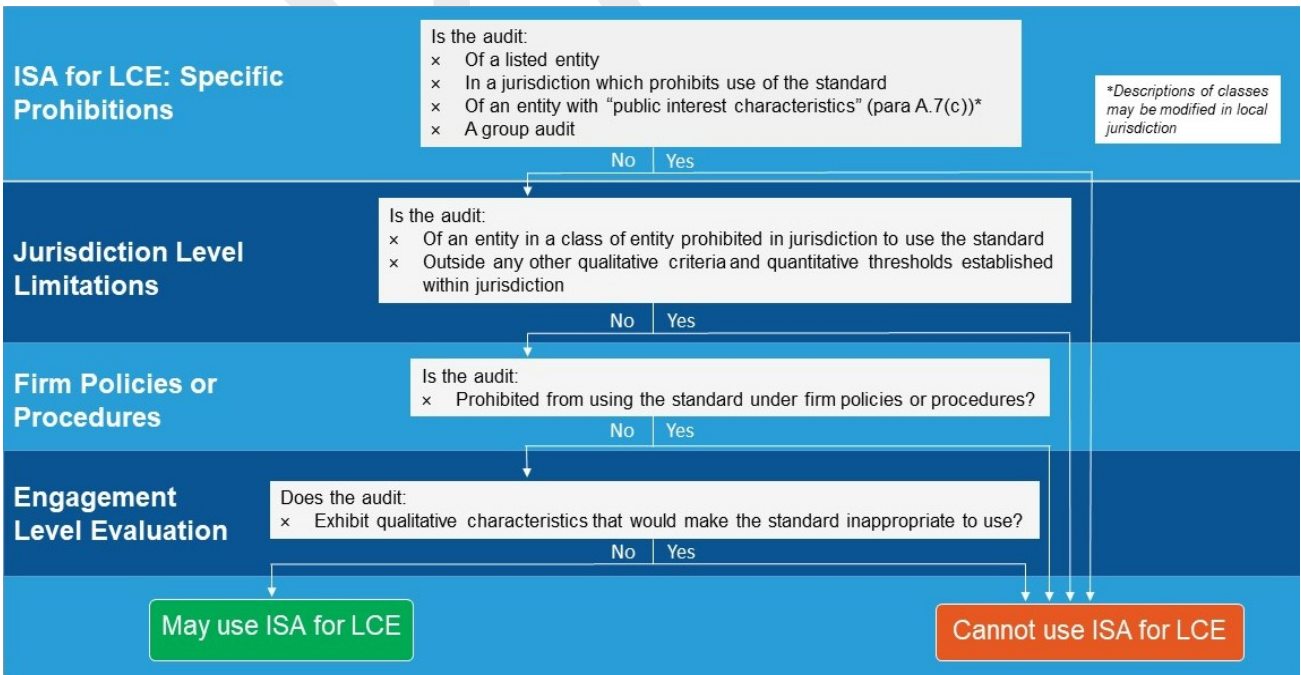 ISA for LCE: Specific
Prohibitions
Is the audit:
× Of a listed entity
× In a jurisdiction which prohibits use of the standard
× Of an entity with “public interest characteristics” (para A.7(c))*
× A group audit
*Descriptions of classes
may be modified in local
jurisdiction
No Yes
Jurisdiction Level
Limitations
Is the audit:
× Of an entity in a class of entity prohibited in jurisdiction to use the standard
× Outside any other qualitative criteria and quantitative thresholds established
within jurisdiction
No Yes
Firm Policies or
Procedures
Is the audit:
× Prohibited from using the standard under firm policies or procedures?
No Yes
Engagement
Level Evaluation
Does the audit:
× Exhibit qualitative characteristics that would make the standard inappropriate to use?
No Yes
May use ISA for LCE
Cannot use ISA for LCE